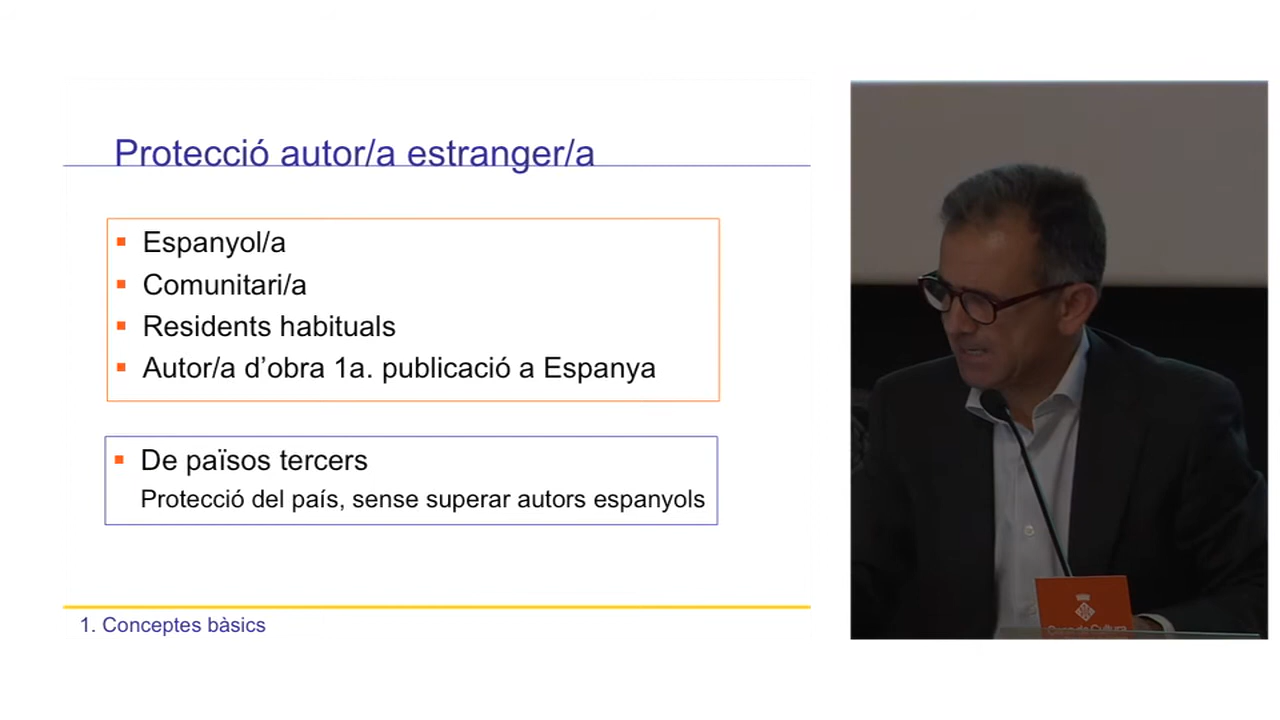 Protecció autor/a estranger/a
Espanyol/a
Comunitari/a
Residents habituals
Autor/a d'obra 1a. publicació a Espanya
De països tercers
Protecció del país, sense superar autors espanyols
1. Conceptes bàsics